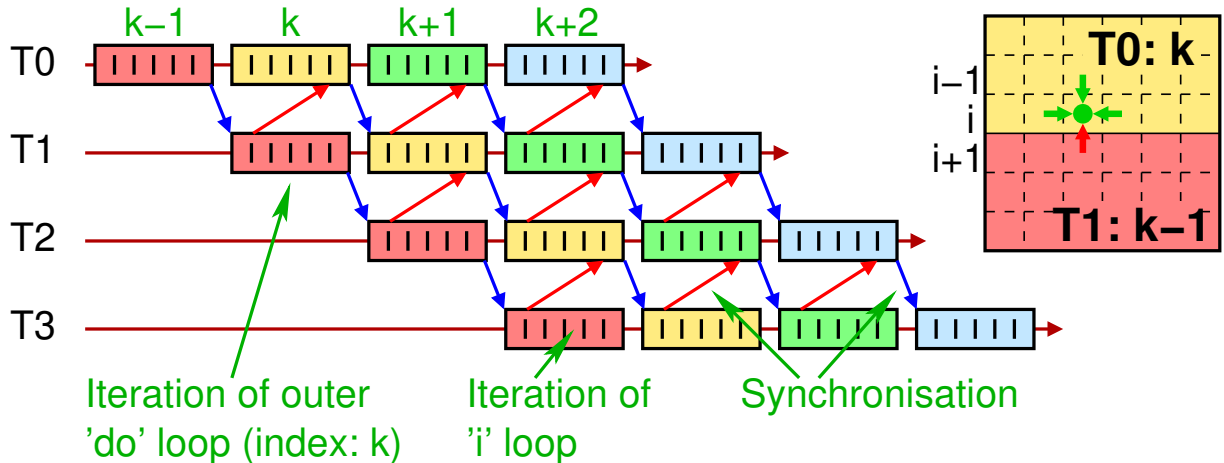 k−1 k k+1 k+2
T0
T1
T2
T3
T0: k
i−1
i
i+1
T1: k−1
Iteration of outer
’do’ loop (index: k)
Iteration of
’i’ loop
Synchronisation